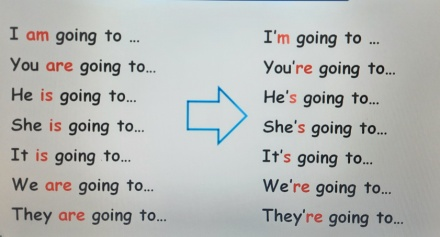 I am going to ...
You are going to...
He is going to...
She is going to...
It is going to...
We are going to...
They are going to...
I'm going to ...
You're going to...
He's going to...
She's going to...
It's going to...
We're going to...
They're going to...